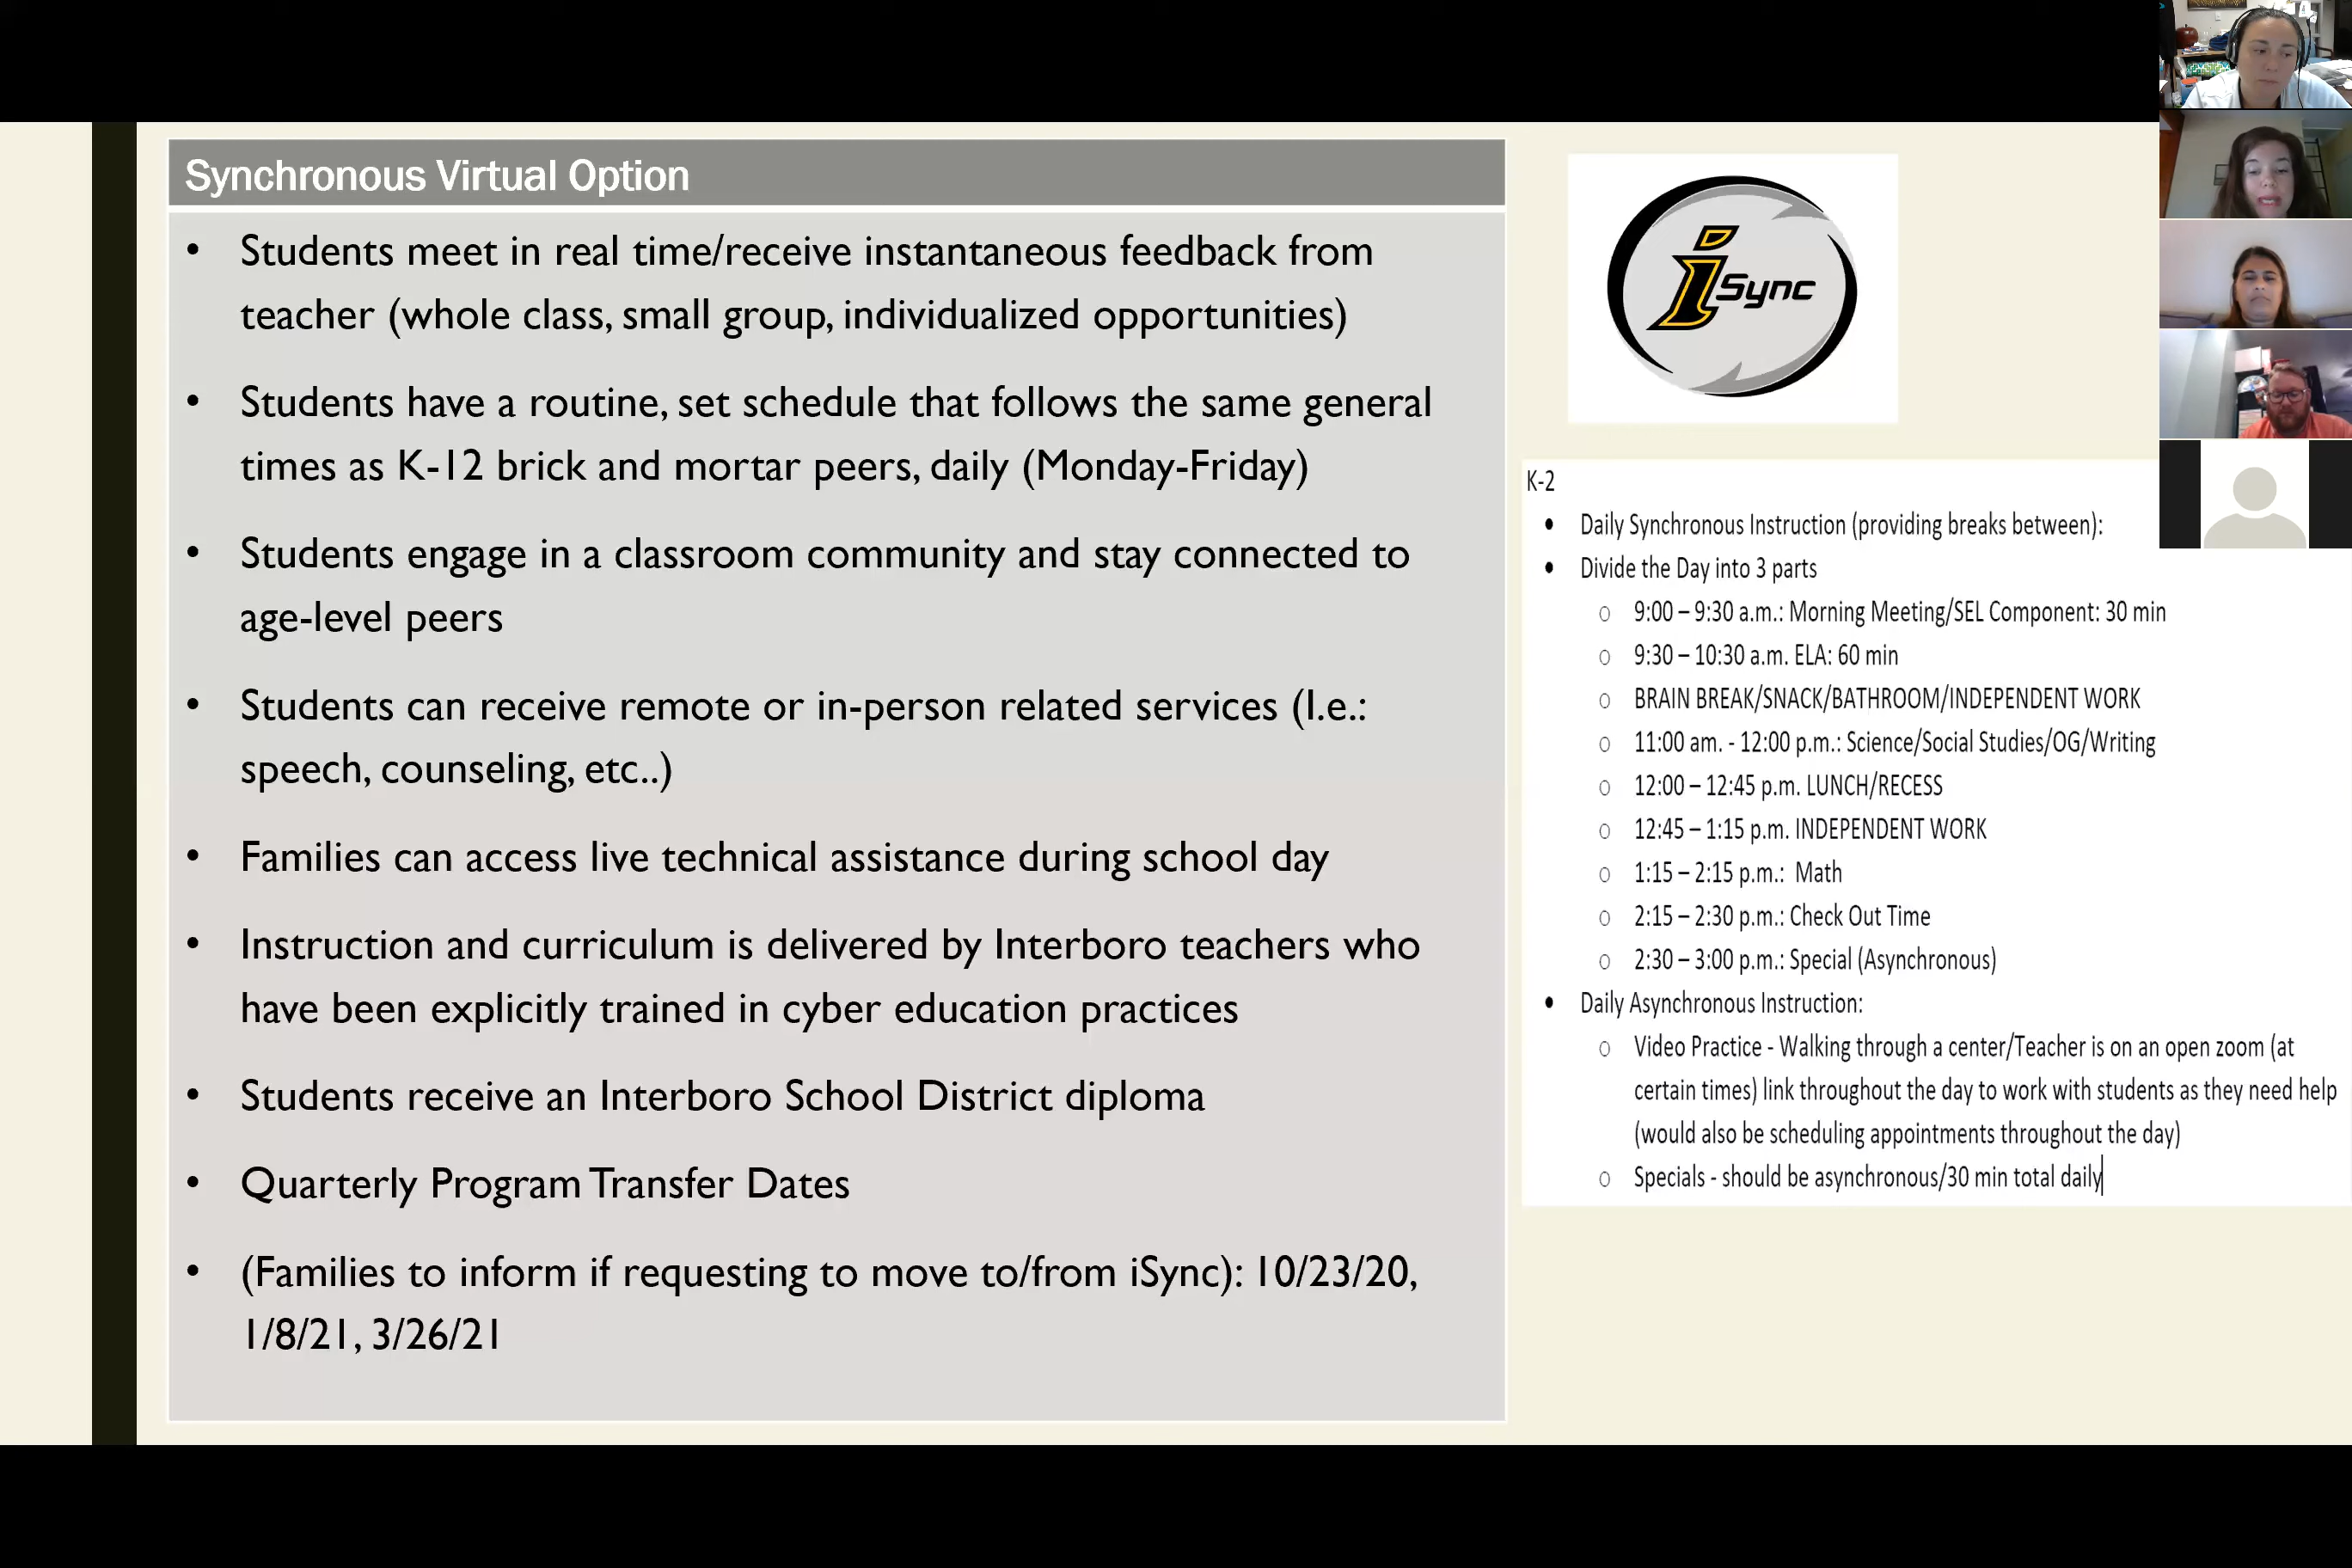 Synchronous Virtual Option
• Students meet in real time/receive instantaneous feedback from
teacher (whole class, small group, individualized opportunities)
• Students have a routine, set schedule that follows the same general
times as K-12 brick and mortar peers, daily (Monday-Friday)
• Students engage in a classroom community and stay connected to
age-level peers
• Students can receive remote or in-person related services (I.e.:
speech, counseling, etc..)
• Families can access live technical assistance during school day
• Instruction and curriculum is delivered by Interboro teachers who
have been explicitly trained in cyber education practices
• Students receive an Interboro School District diploma
• Quarterly Program Transfer Dates
• (Families to inform if requesting to move to/from iSync): 10/23/20,
1/8/21, 3/26/21
iSync
K-2
• Daily Synchronous Instruction (providing breaks between):
• Divide the Day into 3 parts
o 9:00 – 9:30 a.m.: Morning Meeting/SEL Component: 30 min
o 9:30 – 10:30 a.m. ELA: 60 min
o BRAIN BREAK/SNACK/BATHROOM/INDEPENDENT WORK
o 11:00 am. - 12:00 p.m.: Science/Social Studies/OG/Writing
o 12:00 – 12:45 p.m. LUNCH/RECESS
o 12:45 – 1:15 p.m. INDEPENDENT WORK
o 1:15 – 2:15 p.m.: Math
o 2:15 – 2:30 p.m.: Check Out Time
o 2:30 – 3:00 p.m.: Special (Asynchronous)
• Daily Asynchronous Instruction:
o Video Practice - Walking through a center/Teacher is on an open zoom (at
certain times) link throughout the day to work with students as they need help
(would also be scheduling appointments throughout the day)
o Specials - should be asynchronous/30 min total daily